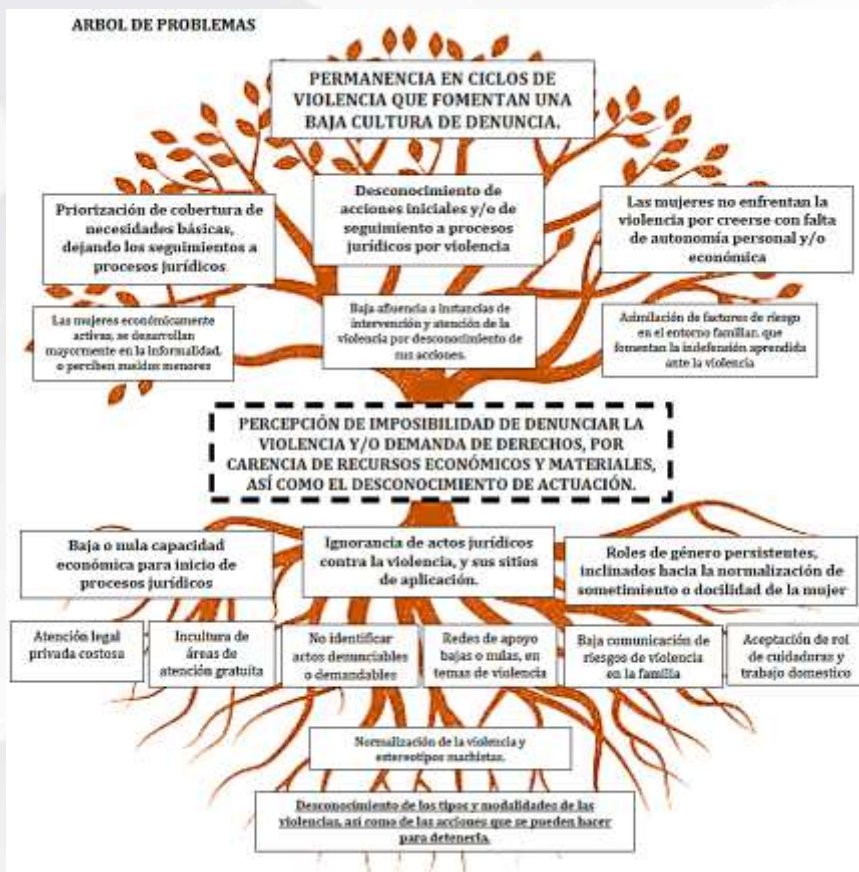 ARBOL DE PROBLEMAS
PERMANENCIA EN CICLOS DE
VIOLENCIA QUE FOMENTAN UNA
BAJA CULTURA DE DENUNCIA.
Priorización de cobertura de
necesidades básicas,
dejando los seguimientos a
procesos jurídicos
Desconocimiento de
acciones iniciales y/o de
seguimiento a procesos
jurídicos por violencia
Las mujeres no enfrentan la
violencia por creerse con falta
de autonomía personal y/o
económica
Las mujeres económicamente
activas, se desarrollan
mayormente en la informalidad,
o perciben sueldos menores
Baja afluencia a instancias de
intervención y atención de la
violencia por desconocimiento de
sus acciones.
Asimilación de factores de riesgo
en el entorno familiar, que
fomentan la indefensión aprendida
ante la violencia
PERCEPCIÓN DE IMPOSIBILIDAD DE DENUNCIAR LA
VIOLENCIA Y/O DEMANDA DE DERECHOS, POR
CARENCIA DE RECURSOS ECONÓMICOS Y MATERIALES,
ASÍ COMO EL DESCONOCIMIENTO DE ACTUACIÓN.
Baja o nula capacidad
económica para inicio de
procesos jurídicos
Ignorancia de actos jurídicos
contra la violencia, y sus sitios
de aplicación.
Roles de género persistentes,
inclinados hacia la normalización de
sometimiento o docilidad de la mujer
Atención legal
privada costosa
Incultura de
áreas de
atención gratuita
No identificar
actos denunciables
o demandables
Redes de apoyo
bajas o nulas, en
temas de violencia
Baja comunicación de
riesgos de violencia
en la familia
Aceptación de rol
de cuidadoras y
trabajo domestico
Normalización de la violencia y
estereotipos machistas.
Desconocimiento de los tipos y modalidades de las
violencias, así como de las acciones que se pueden hacer
para detenerla.